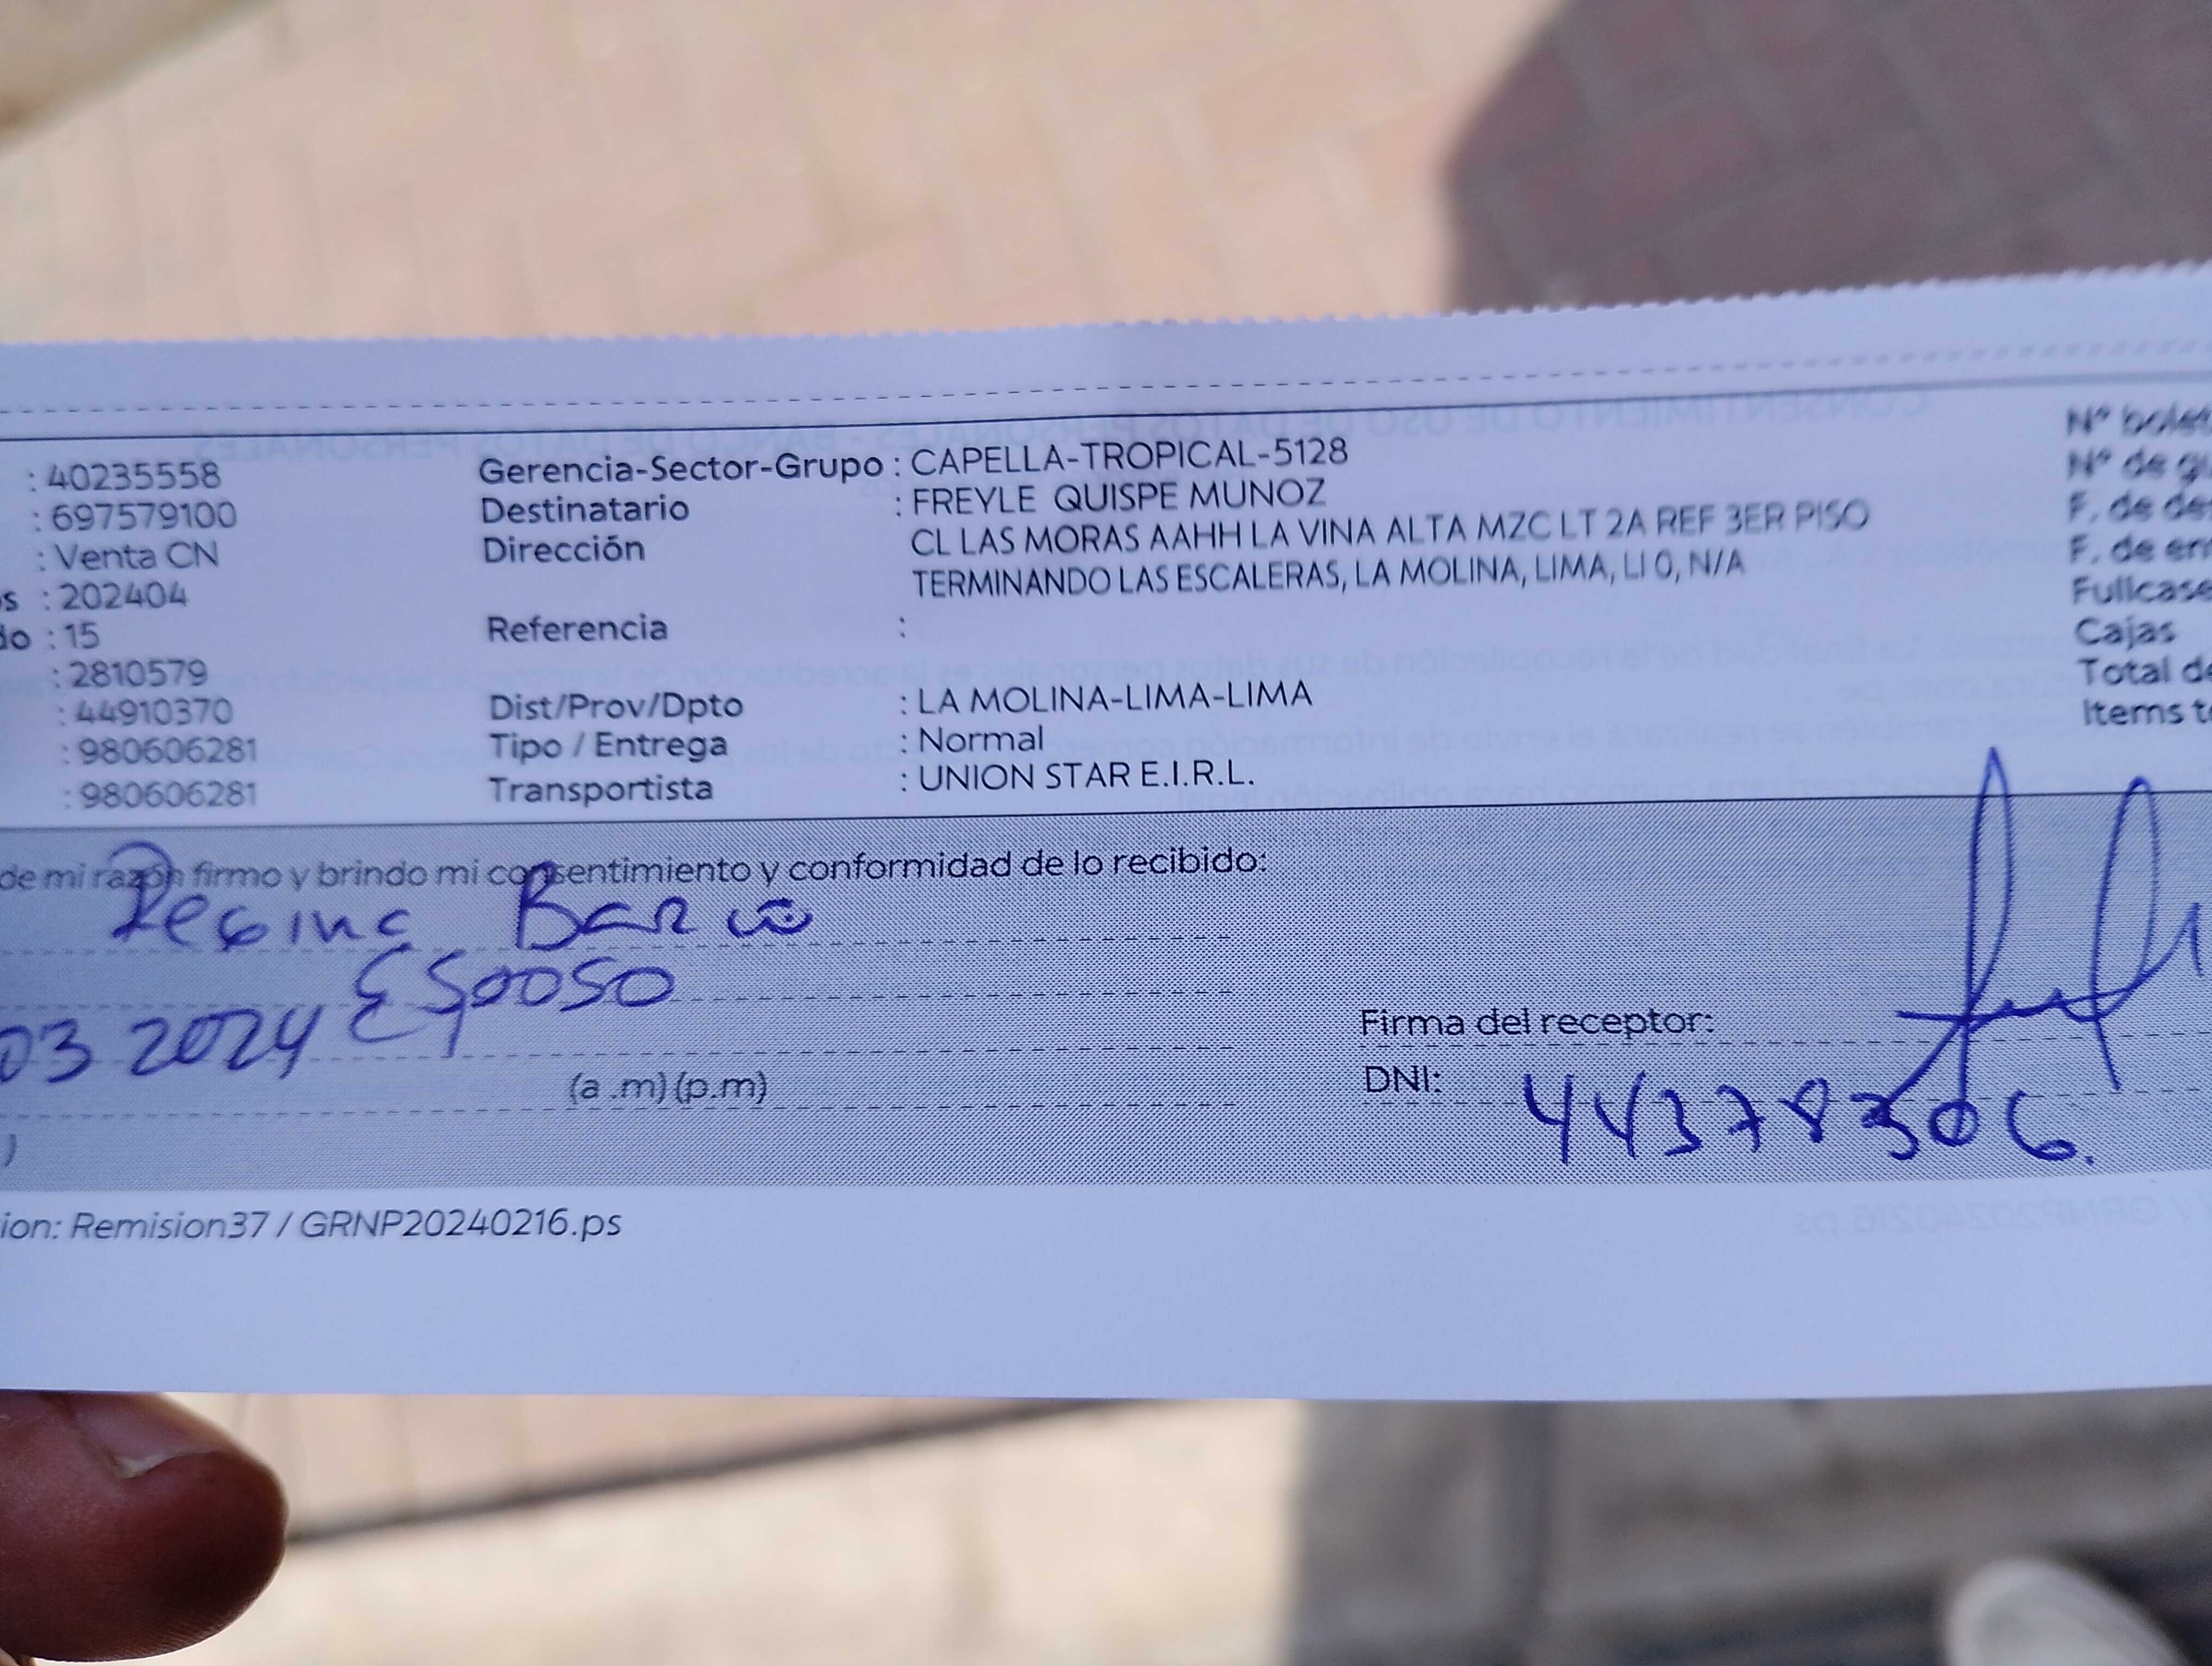 : 40235558 Gerencia-Sector-Grupo : CAPELLA-TROPICAL-5128 N° bolet
: 697579100 Destinatario : FREYLE QUISPE MUNOZ N° de gu
: Venta CN Dirección CL LAS MORAS AAHH LA VINA ALTA MZC LT 2A REF 3ER PISO F. de de
s : 202404 TERMINANDO LAS ESCALERAS, LA MOLINA, LIMA, LI 0, N/A F. de en
do : 15 Referencia : Fullcase
: 2810579 Cajas
: 44910370 Dist/Prov/Dpto : LA MOLINA-LIMA-LIMA Total de
: 980606281 Tipo / Entrega : Normal Items t
: 980606281 Transportista : UNION STAR E.I.R.L.
de mi razón firmo y brindo mi consentimiento y conformidad de lo recibido:
Esposo
03 2024
Firma del receptor:
(a .m) (p.m)
DNI: 44378306.
ion: Remision37 / GRNP20240216.ps